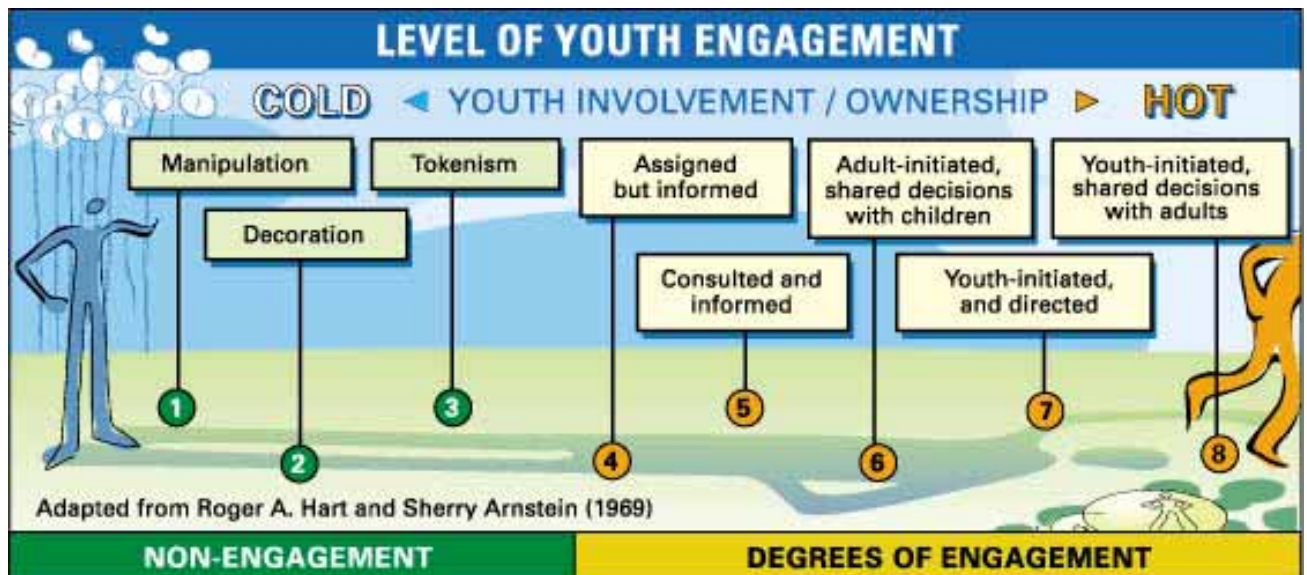 LEVEL OF YOUTH ENGAGEMENT
COLD ◄ YOUTH INVOLVEMENT / OWNERSHIP ► HOT
Manipulation
Decoration
Tokenism
Assigned
but informed
Consulted and
informed
Adult-initiated,
shared decisions
with children
Youth-initiated,
and directed
Youth-initiated,
shared decisions
with adults
1
2
3
4
5
6
7
8
Adapted from Roger A. Hart and Sherry Arnstein (1969)
NON-ENGAGEMENT
DEGREES OF ENGAGEMENT